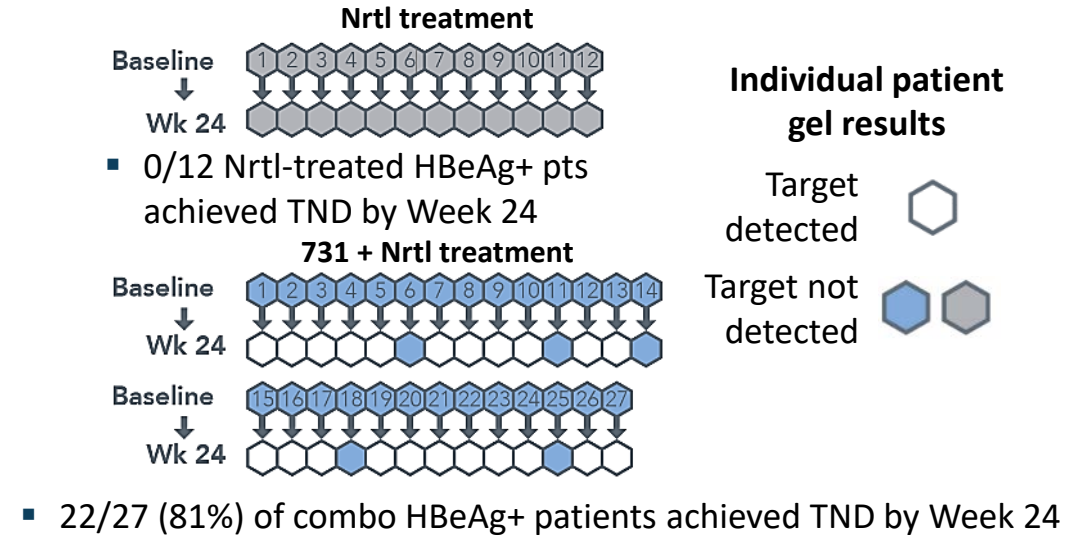 Nrtl treatment
Baseline 1 2 3 4 5 6 7 8 9 10 11 12
Wk 24
▪ 0/12 Nrtl-treated HBeAg+ pts
achieved TND by Week 24
731 + Nrtl treatment
Baseline 1 2 3 4 5 6 7 8 9 10 11 12 13 14
Wk 24
Baseline 15 16 17 18 19 20 21 22 23 24 25 26 27
Wk 24
Individual patient
gel results
Target
detected
Target not
detected
▪ 22/27 (81%) of combo HBeAg+ patients achieved TND by Week 24